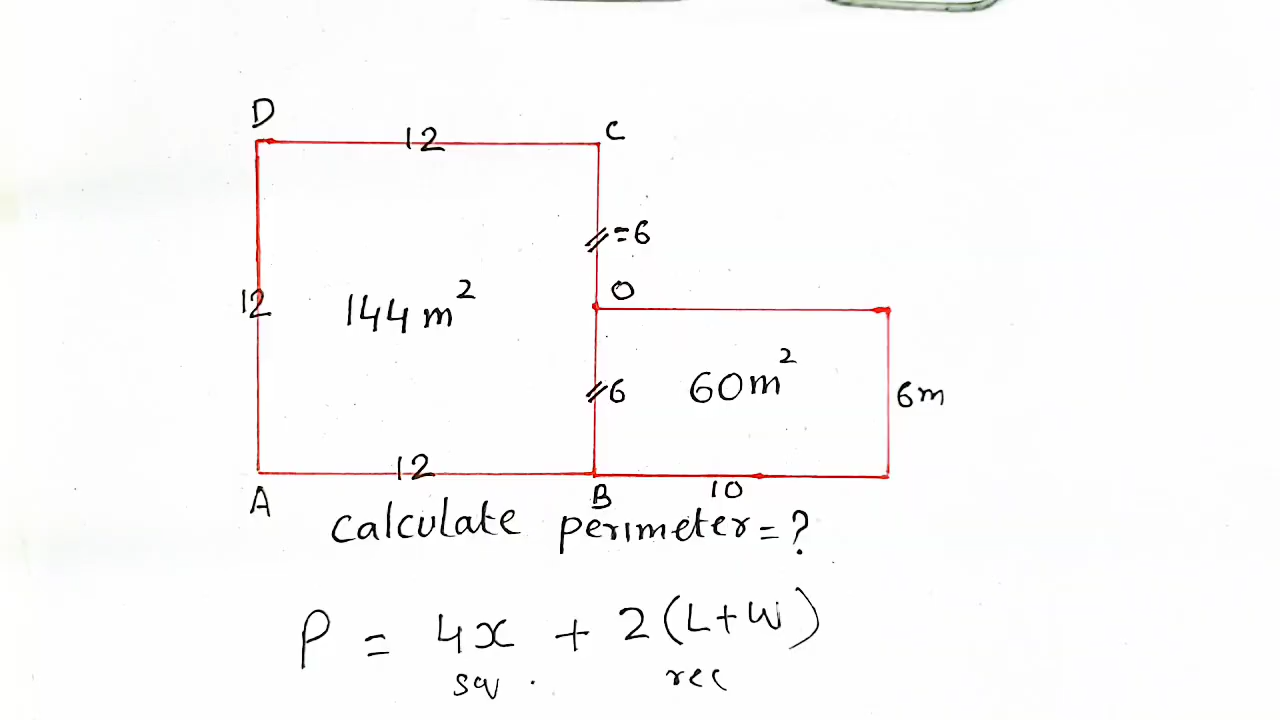 D
12
C
= 6
O
12
144 m²
6
60m²
6m
12
A
B
10
calculate perimeter = ?
P = 4x + 2 (L+W)
sq .
rec